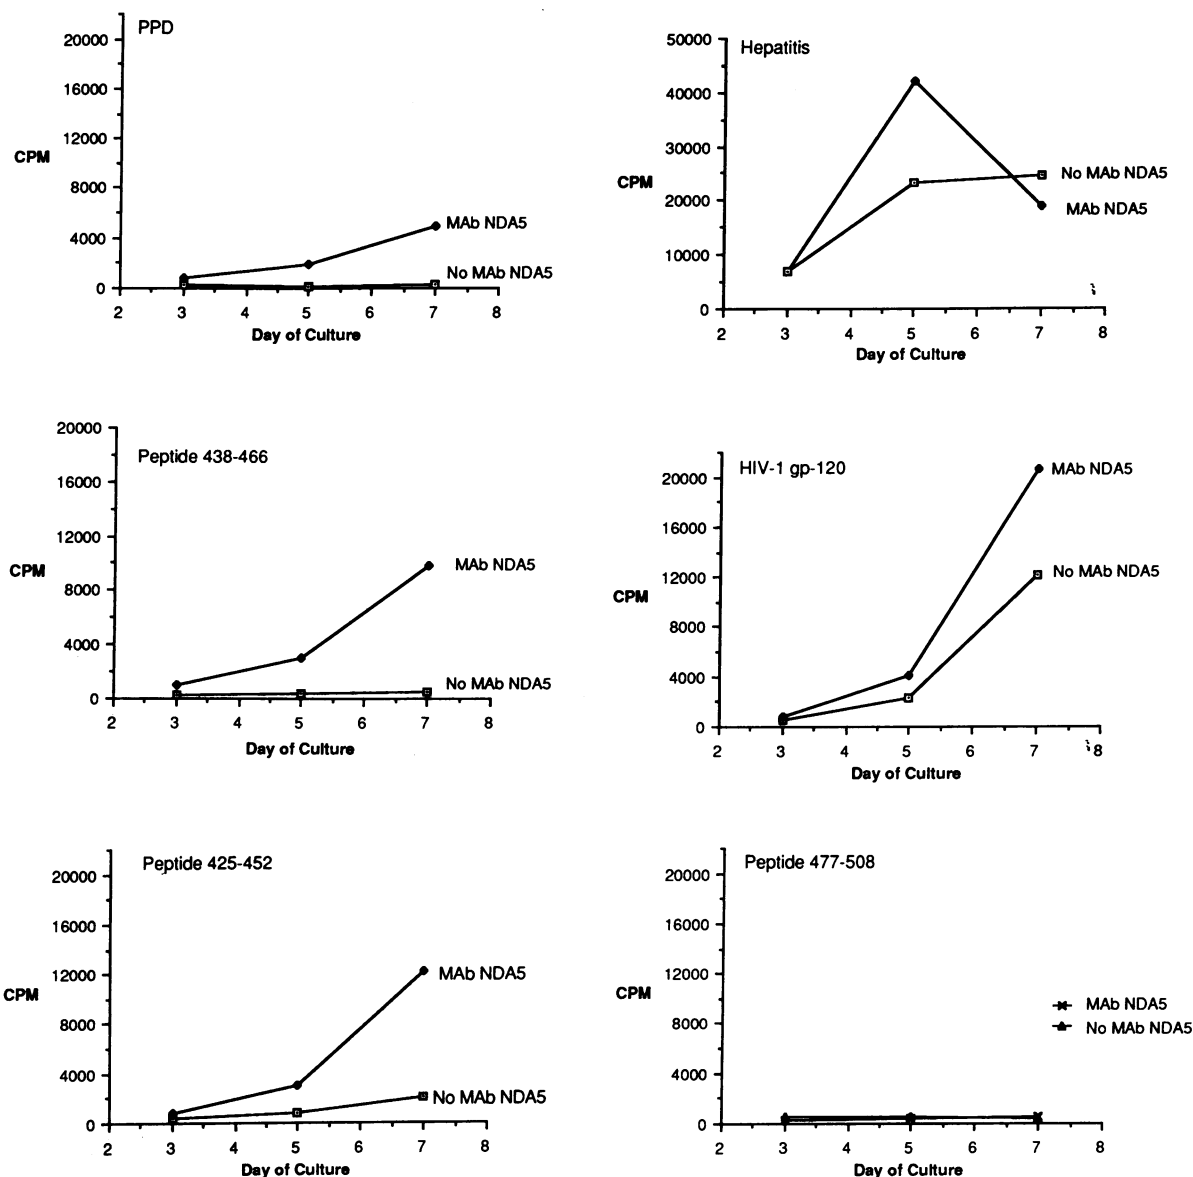 PPD
20000
16000
12000
CPM
8000
4000
0
MAb NDA5
No MAb NDA5
2 3 4 5 6 7 8
Day of Culture
Hepatitis
50000
40000
30000
CPM
20000
10000
0
No MAb NDA5
MAb NDA5
2 3 4 5 6 7 8
Day of Culture
Peptide 438-466
20000
16000
12000
CPM
8000
4000
0
MAb NDA5
No MAb NDA5
2 3 4 5 6 7 8
Day of Culture
HIV-1 gp-120
20000
16000
12000
CPM
8000
4000
0
MAb NDA5
No MAb NDA5
2 3 4 5 6 7 8
Day of Culture
Peptide 425-452
20000
16000
12000
CPM
8000
4000
0
MAb NDA5
No MAb NDA5
2 3 4 5 6 7 8
Day of Culture
Peptide 477-508
20000
16000
12000
CPM
8000
4000
0
MAb NDA5
No MAb NDA5
2 3 4 5 6 7 8
Day of Culture